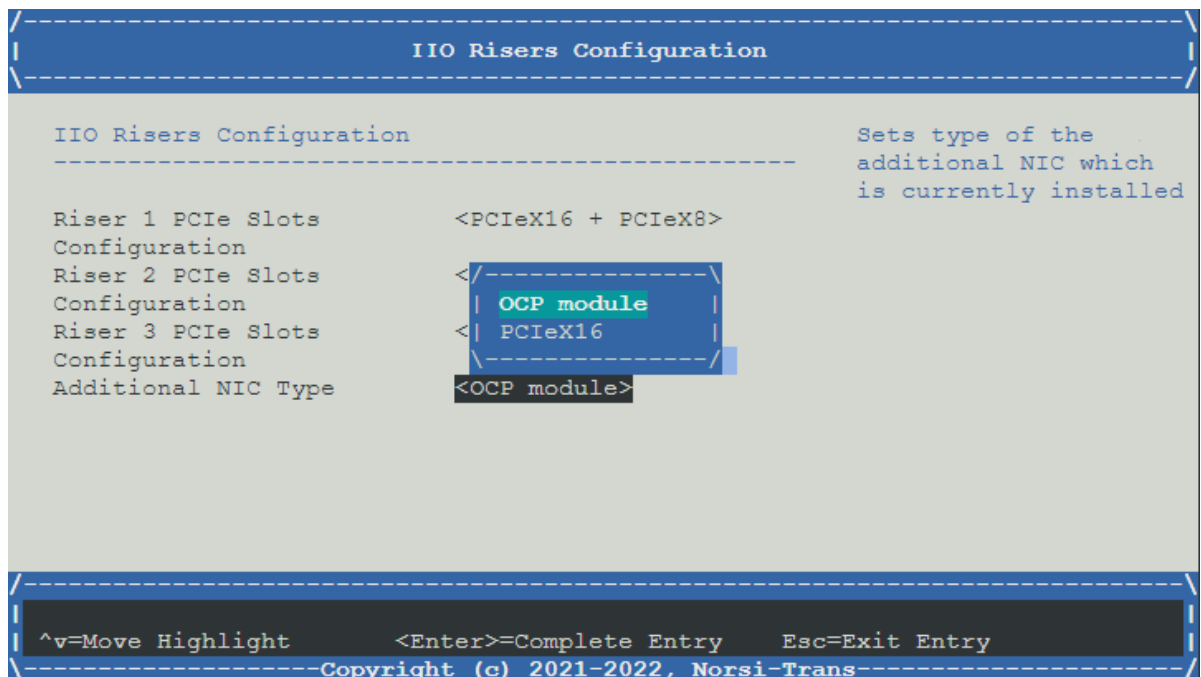 /------------------------------------------------------------------------------\
| IIO Risers Configuration |
\------------------------------------------------------------------------------/
IIO Risers Configuration Sets type of the
-------------------------------------------------- additional NIC which
is currently installed
Riser 1 PCIe Slots <PCIeX16 + PCIeX8>
Configuration
Riser 2 PCIe Slots </---------------\
Configuration | OCP module |
Riser 3 PCIe Slots <| PCIeX16 |
Configuration \---------------/
Additional NIC Type <OCP module>
/------------------------------------------------------------------------------\
| |
| ^v=Move Highlight <Enter>=Complete Entry Esc=Exit Entry |
\--------------------Copyright (c) 2021-2022, Norsi-Trans----------------------/